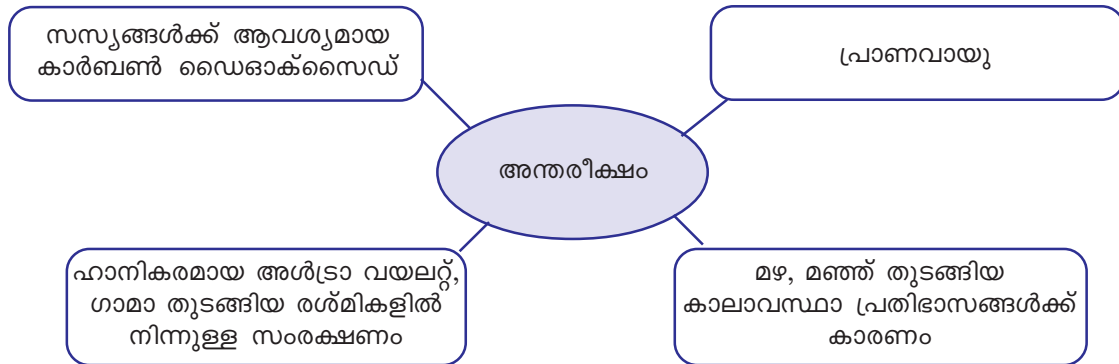 സസ്യങ്ങൾക്ക് ആവശ്യമായ
കാർബൺ ഡൈഓക്സൈഡ്
പ്രാണവായു
അന്തരീക്ഷം
ഹാനികരമായ അൾട്രാ വയലറ്റ്,
ഗാമാ തുടങ്ങിയ രശ്മികളിൽ
നിന്നുള്ള സംരക്ഷണം
മഴ, മഞ്ഞ് തുടങ്ങിയ
കാലാവസ്ഥാ പ്രതിഭാസങ്ങൾക്ക്
കാരണം